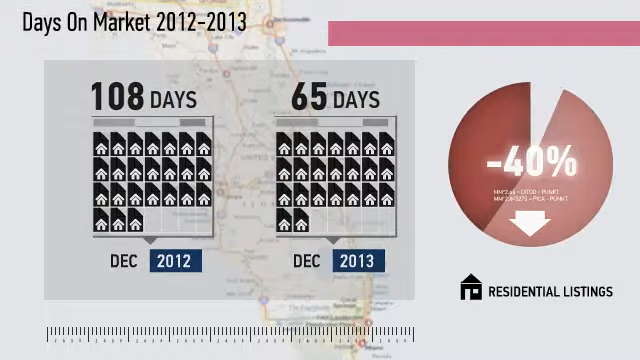 Days On Market 2012-2013
108 DAYS
65 DAYS
-40%
DEC 2012
DEC 2013
RESIDENTIAL LISTINGS